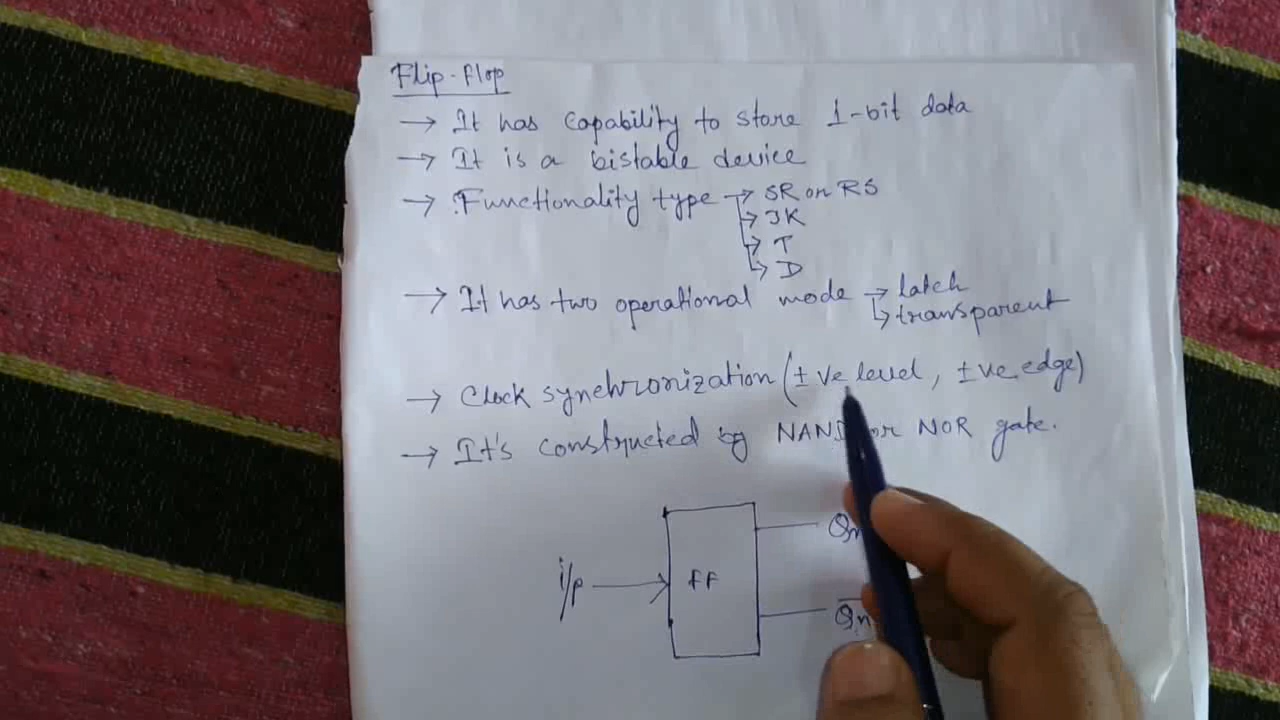 Flip-Flop
→ It has capability to store 1-bit data
→ It is a bistable device
→ Functionality type → SR or RS
→ JK
→ T
→ D
→ It has two operational mode → latch
→ transparent
→ Clock synchronization (± ve level, ± ve edge)
→ It's constructed by NAND or NOR gate.
i/p
FF
Qn
Q̅n